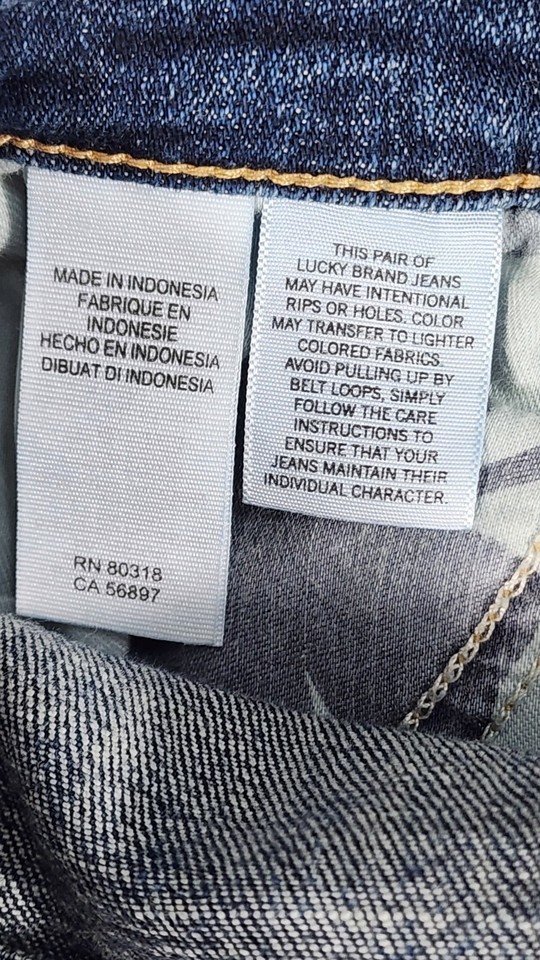 MADE IN INDONESIA
FABRIQUE EN
INDONESIE
HECHO EN INDONESIA
DIBUAT DI INDONESIA
RN 80318
CA 56897
THIS PAIR OF
LUCKY BRAND JEANS
MAY HAVE INTENTIONAL
RIPS OR HOLES. COLOR
MAY TRANSFER TO LIGHTER
COLORED FABRICS.
AVOID PULLING UP BY
BELT LOOPS, SIMPLY
FOLLOW THE CARE
INSTRUCTIONS TO
ENSURE THAT YOUR
JEANS MAINTAIN THEIR
INDIVIDUAL CHARACTER.